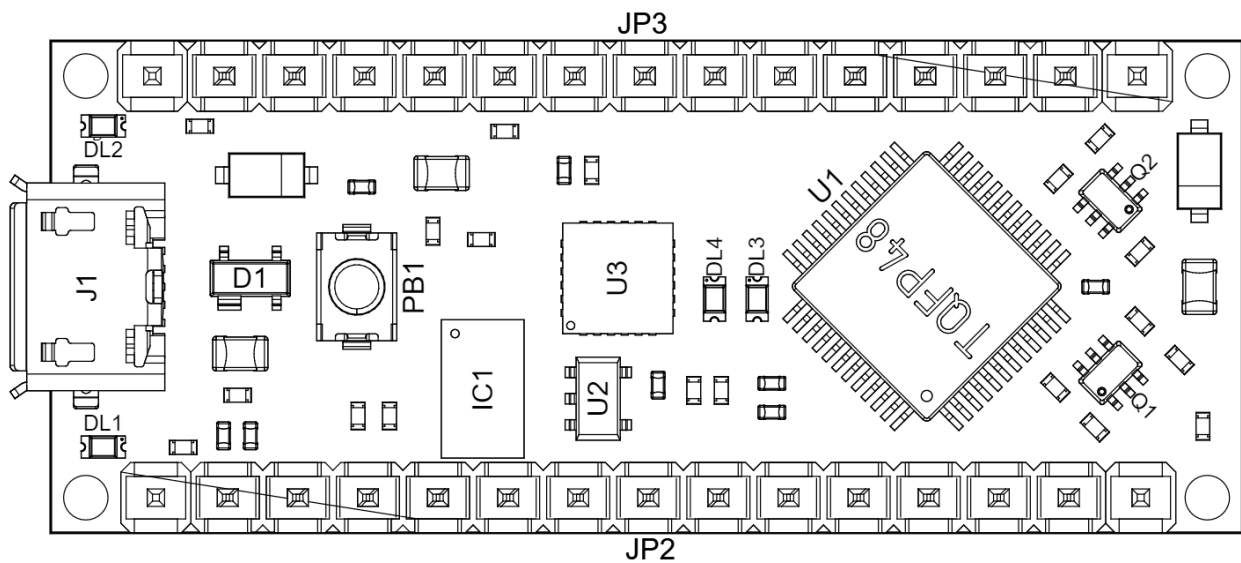 JP3
DL2
U1
Q2
J1
D1
PB1
U3
DL4
DL3
TQFP48
IC1
U2
DL1
Q1
JP2